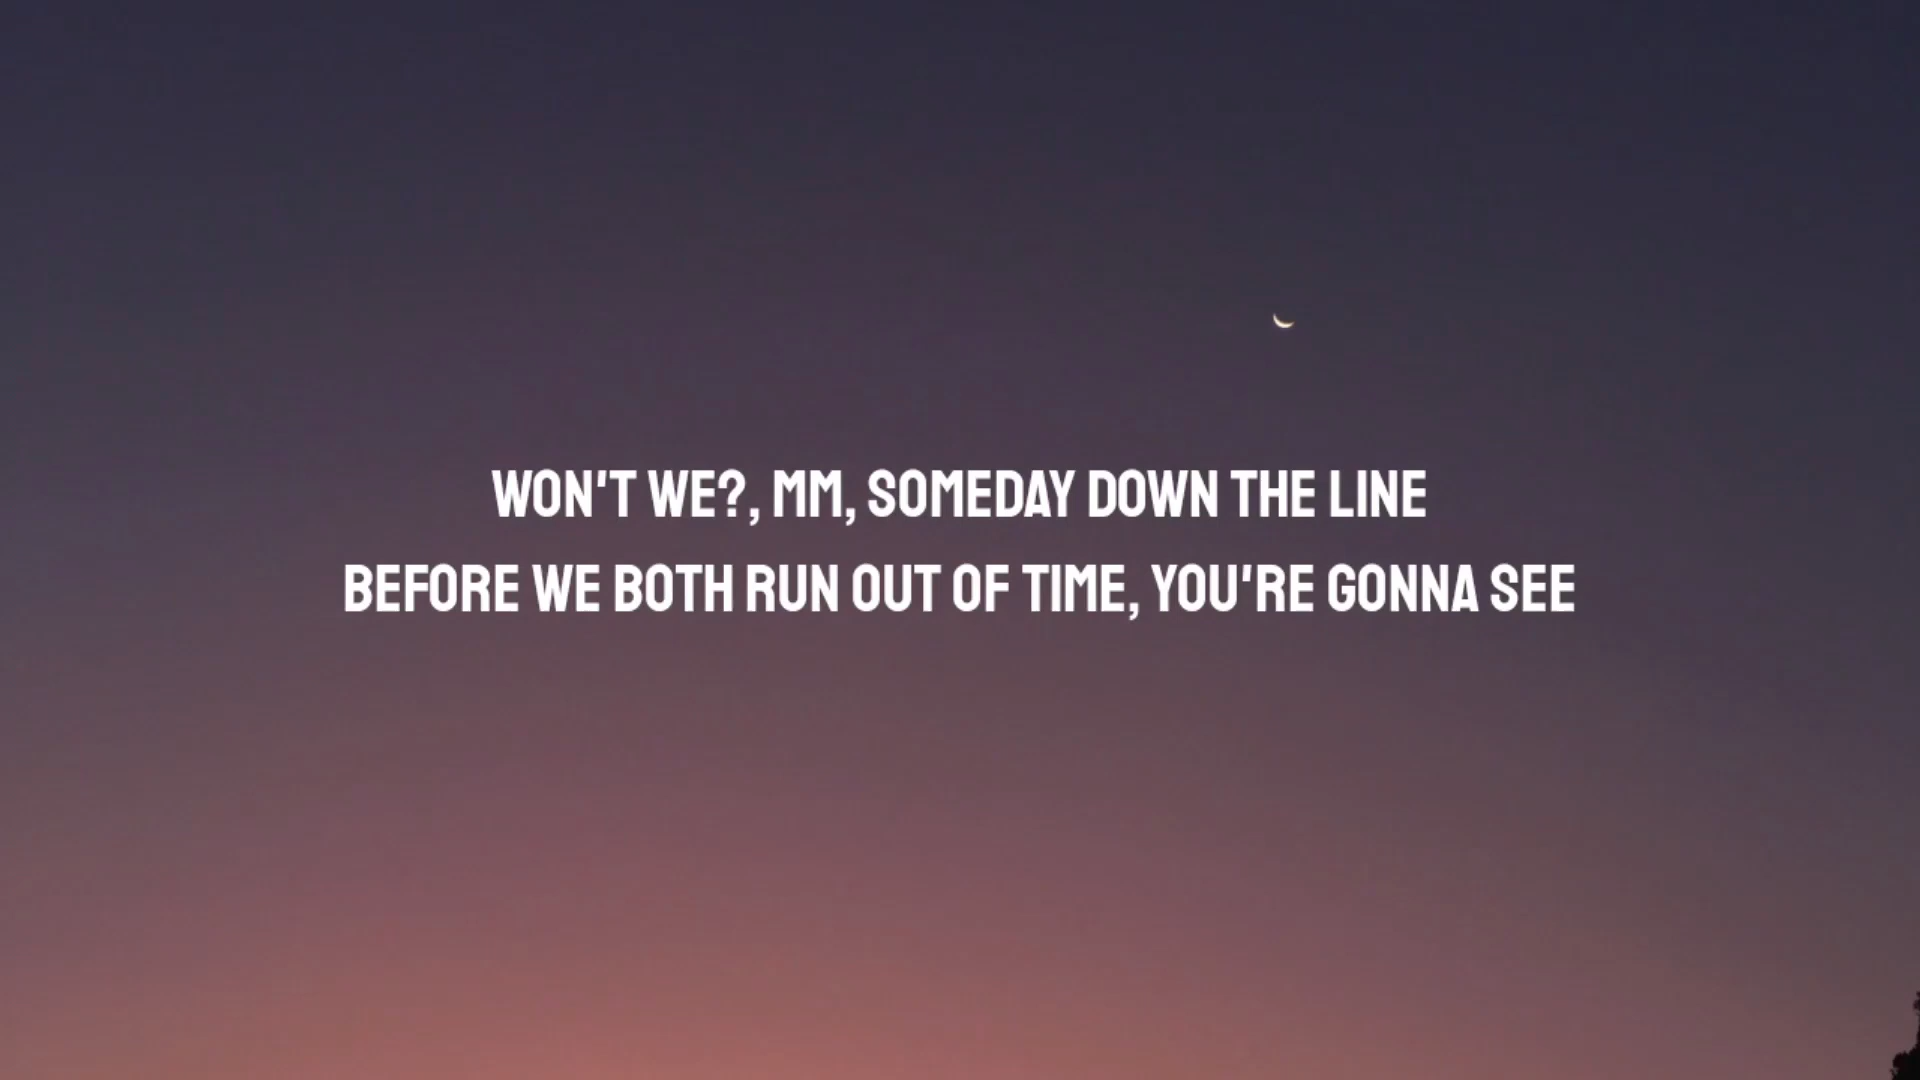 WON'T WE?, MM, SOMEDAY DOWN THE LINE
BEFORE WE BOTH RUN OUT OF TIME, YOU'RE GONNA SEE